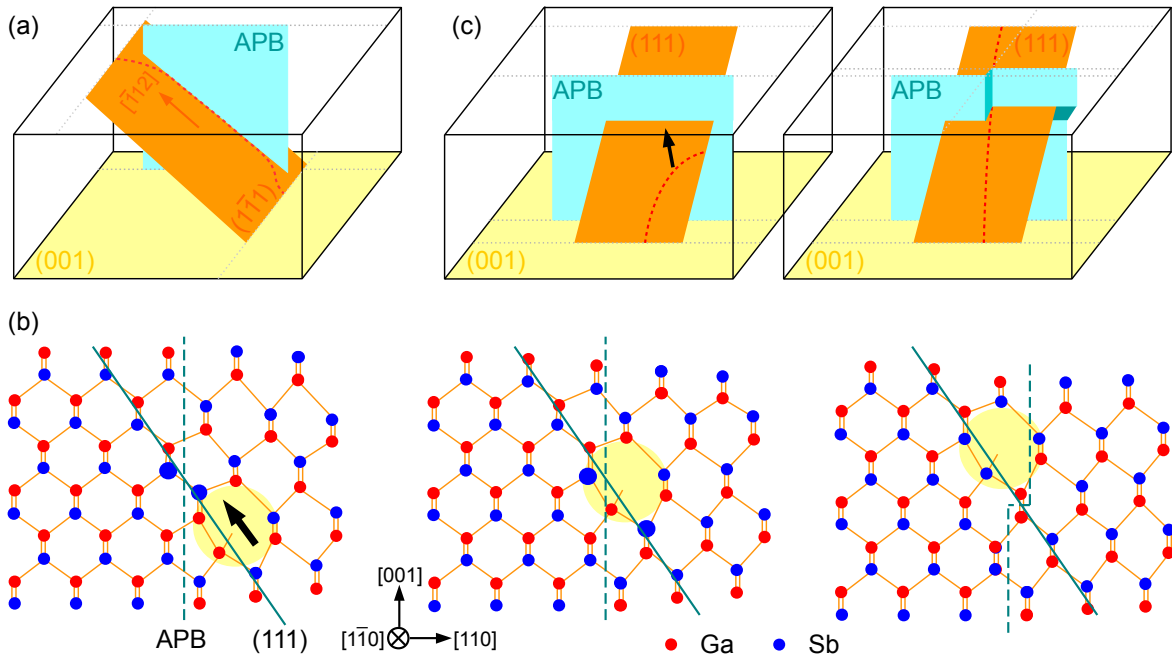 (a)
APB
[1̅12]
(11̅1)
(001)
(c)
(111)
APB
(001)
(111)
APB
(001)
(b)
APB
(111)
[001]
[11̅0]
[110]
Ga
Sb